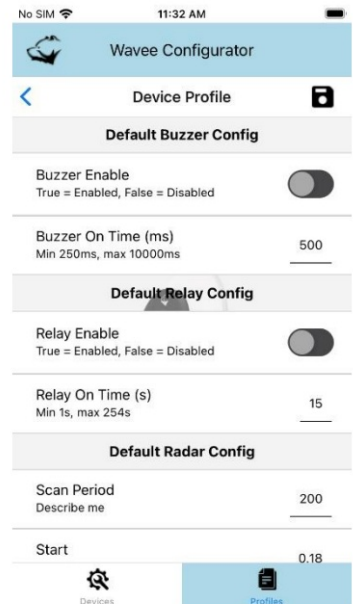 No SIM 11:32 AM
Wavee Configurator
Device Profile
Default Buzzer Config
Buzzer Enable
True = Enabled, False = Disabled
Buzzer On Time (ms)
Min 250ms, max 10000ms
500
Default Relay Config
Relay Enable
True = Enabled, False = Disabled
Relay On Time (s)
Min 1s, max 254s
15
Default Radar Config
Scan Period
Describe me
200
Start
0.18
Devices Profiles